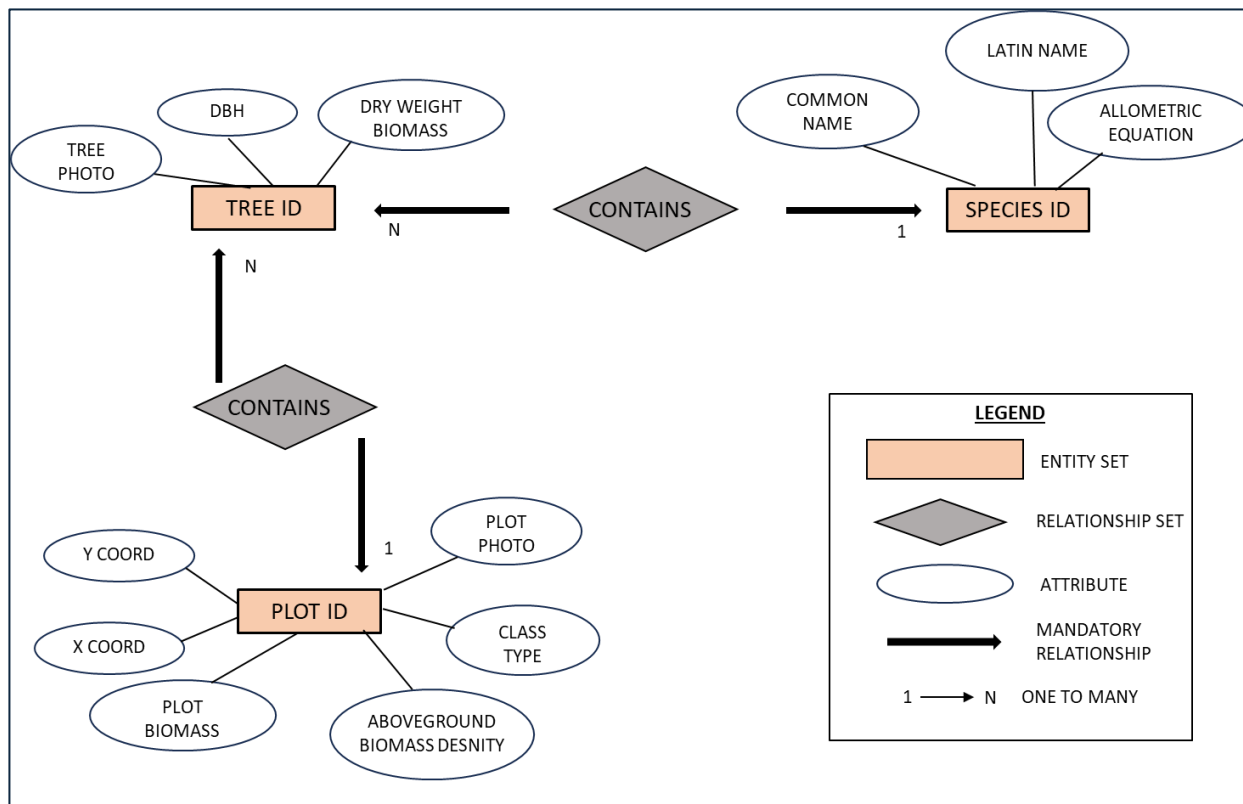 LATIN NAME
DBH
DRY WEIGHT
BIOMASS
COMMON
NAME
ALLOMETRIC
EQUATION
TREE
PHOTO
TREE ID
CONTAINS
SPECIES ID
N
1
N
CONTAINS
LEGEND
ENTITY SET
RELATIONSHIP SET
ATTRIBUTE
MANDATORY
RELATIONSHIP
1
N
ONE TO MANY
PLOT
PHOTO
1
Y COORD
PLOT ID
X COORD
CLASS
TYPE
PLOT
BIOMASS
ABOVEGROUND
BIOMASS DESNITY